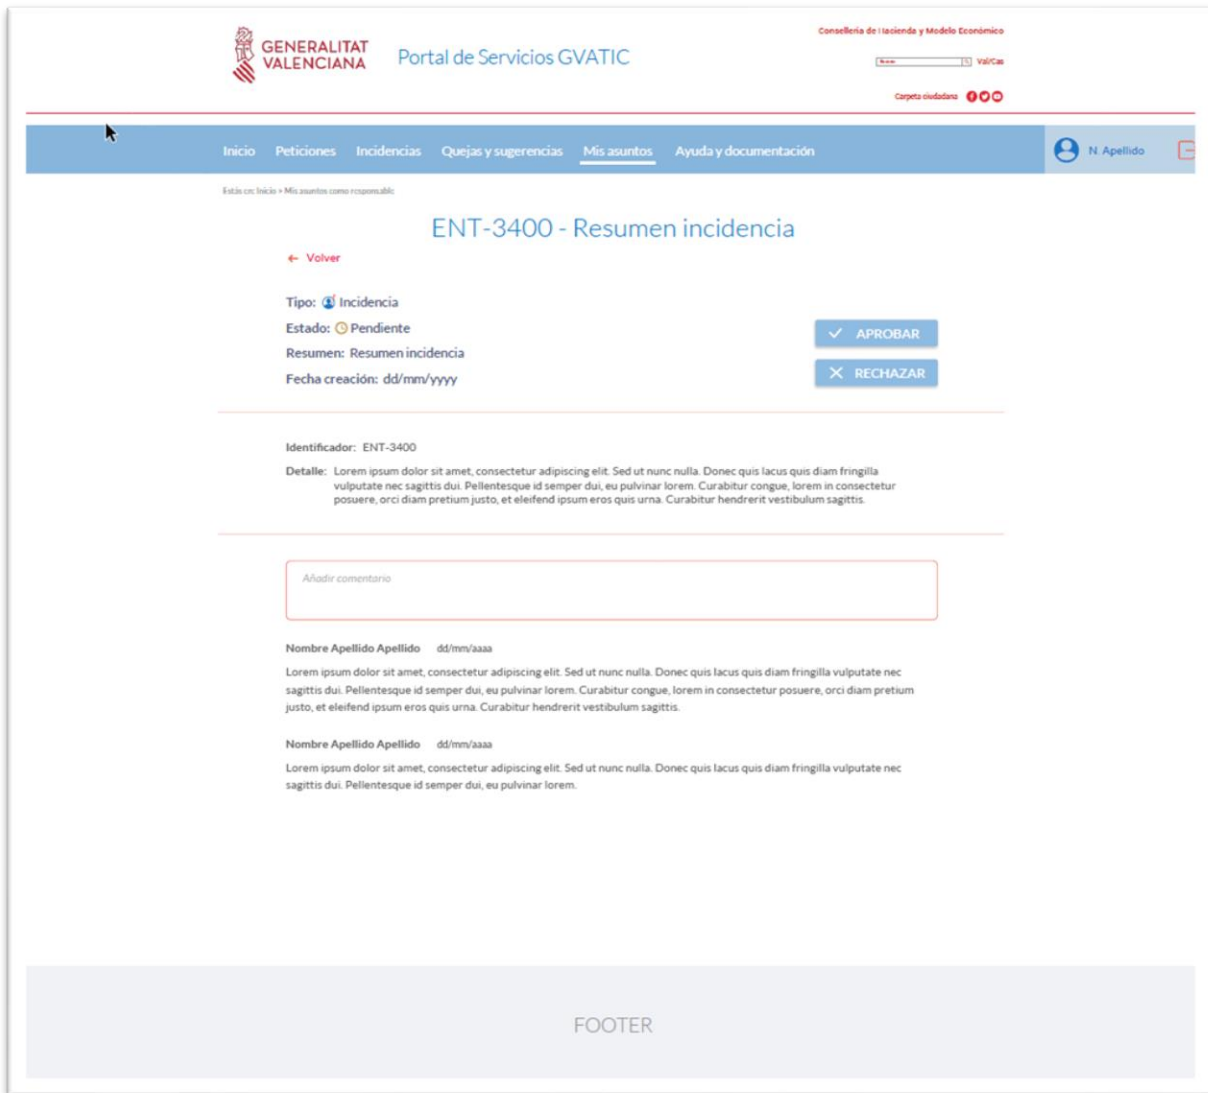 GENERALITAT
VALENCIANA
Portal de Servicios GVATIC
Conselleria de Hacienda y Modelo Económico
Buscar
Val/Cas
Carpeta ciudadana
Inicio Peticiones Incidencias Quejas y sugerencias Mis asuntos Ayuda y documentación N. Apellido
Estás en: Inicio > Mis asuntos como responsable
ENT-3400 - Resumen incidencia
← Volver
Tipo: Incidencia
Estado: Pendiente
Resumen: Resumen incidencia
Fecha creación: dd/mm/yyyy
APROBAR
RECHAZAR
Identificador: ENT-3400
Detalle: Lorem ipsum dolor sit amet, consectetur adipiscing elit. Sed ut nunc nulla. Donec quis lacus quis diam fringilla
vulputate nec sagittis dui. Pellentesque id semper dui, eu pulvinar lorem. Curabitur congue, lorem in consectetur
posuere, orci diam pretium justo, et eleifend ipsum eros quis urna. Curabitur hendrerit vestibulum sagittis.
Añadir comentario
Nombre Apellido Apellido dd/mm/aaaa
Lorem ipsum dolor sit amet, consectetur adipiscing elit. Sed ut nunc nulla. Donec quis lacus quis diam fringilla vulputate nec
sagittis dui. Pellentesque id semper dui, eu pulvinar lorem. Curabitur congue, lorem in consectetur posuere, orci diam pretium
justo, et eleifend ipsum eros quis urna. Curabitur hendrerit vestibulum sagittis.
Nombre Apellido Apellido dd/mm/aaaa
Lorem ipsum dolor sit amet, consectetur adipiscing elit. Sed ut nunc nulla. Donec quis lacus quis diam fringilla vulputate nec
sagittis dui. Pellentesque id semper dui, eu pulvinar lorem.
FOOTER